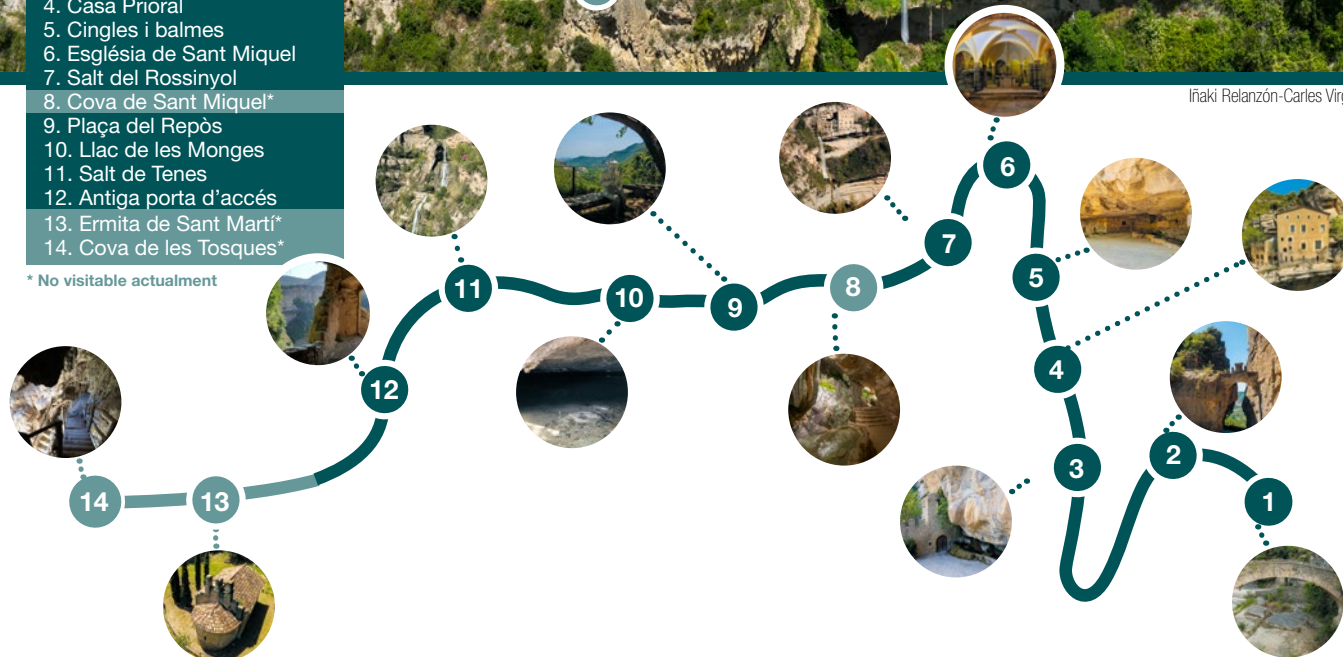 4. Casa Prioral
5. Cingles i balmes
6. Església de Sant Miquel
7. Salt del Rossinyol
8. Cova de Sant Miquel*
9. Plaça del Repòs
10. Llac de les Monges
11. Salt de Tenes
12. Antiga porta d’accés
13. Ermita de Sant Martí*
14. Cova de les Tosques*
* No visitable actualment
Iñaki Relanzón-Carles
6
7
5
11
10
9
8
4
12
3
2
14
13
1